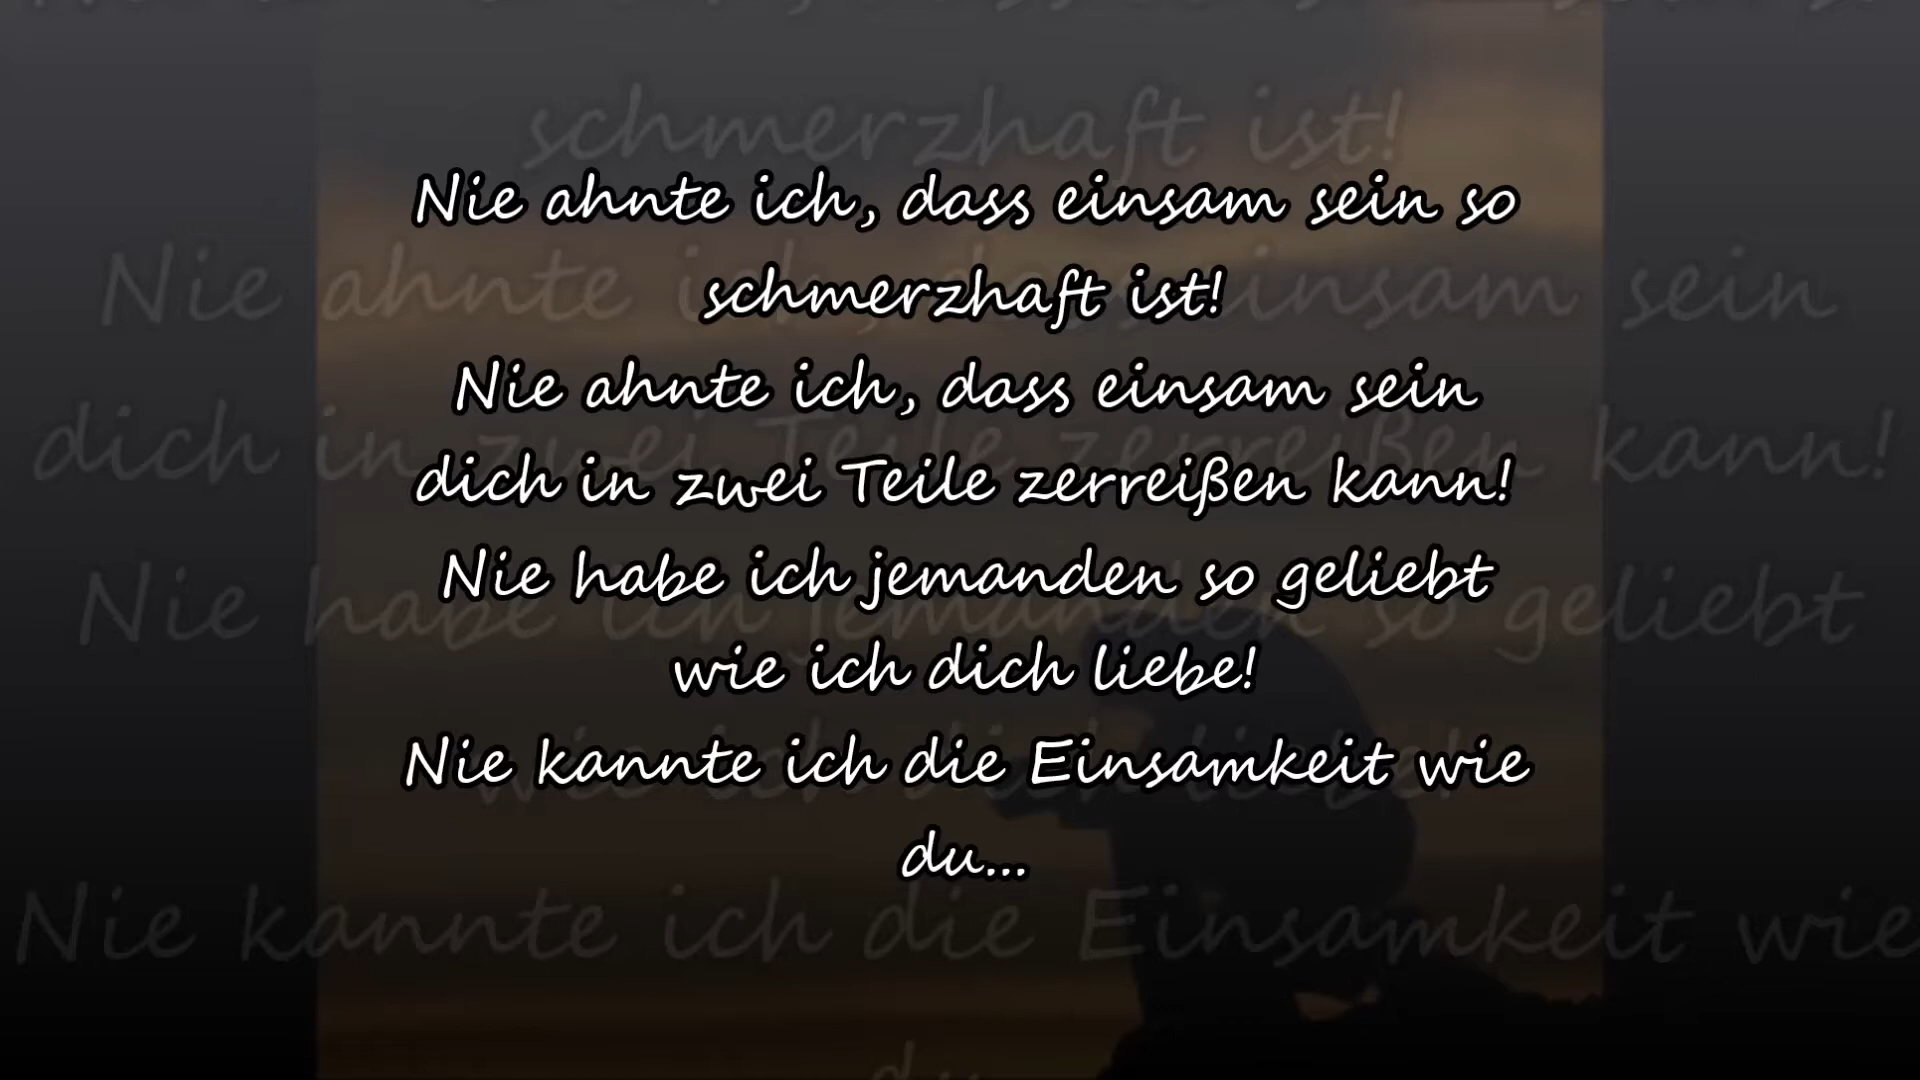 Nie ahnte ich, dass einsam sein so
schmerzhaft ist!
Nie ahnte ich, dass einsam sein
dich in zwei Teile zerreißen kann!
Nie habe ich jemanden so geliebt
wie ich dich liebe!
Nie kannte ich die Einsamkeit wie
du...